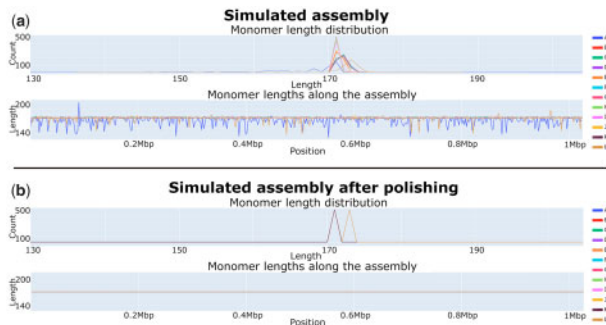 (a) Simulated assembly
Monomer length distribution
500
Count
100
130 150 170 190
Length
Monomer lengths along the assembly
200
Length
140
0.2Mbp 0.4Mbp 0.6Mbp 0.8Mbp 1Mbp
Position
(b) Simulated assembly after polishing
Monomer length distribution
500
Count
100
130 150 170 190
Length
Monomer lengths along the assembly
200
Length
140
0.2Mbp 0.4Mbp 0.6Mbp 0.8Mbp 1Mbp
Position